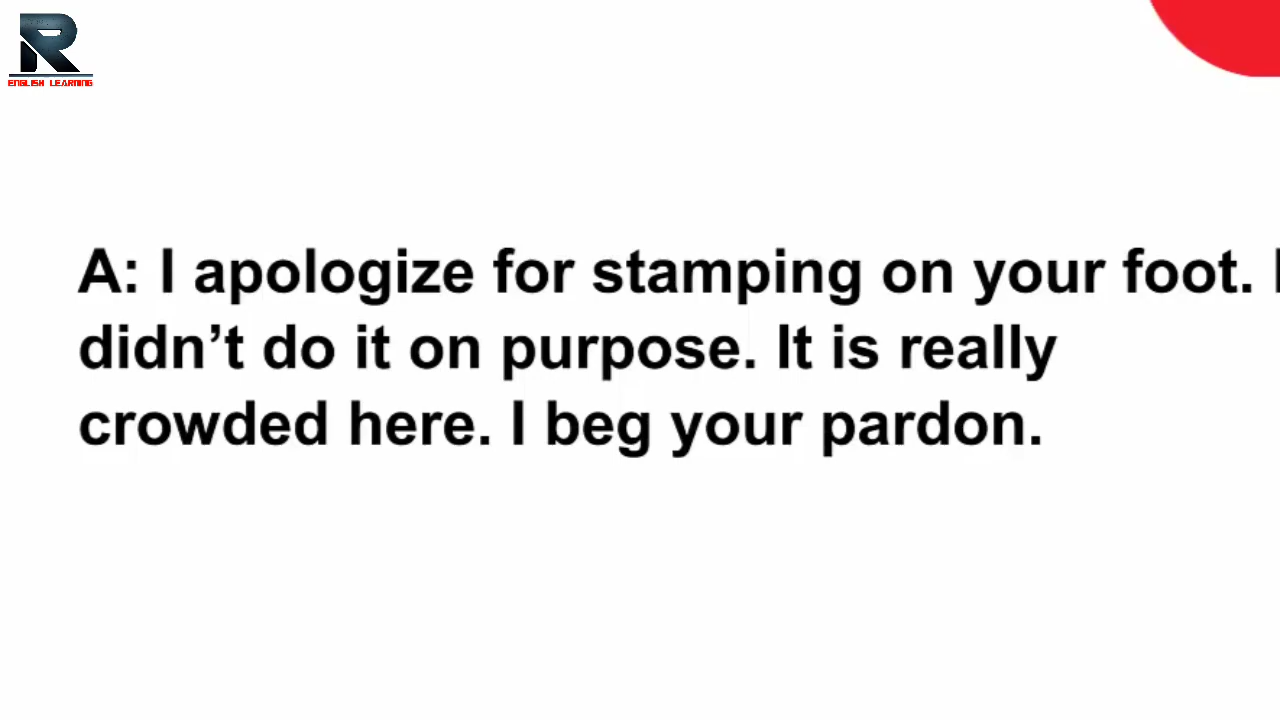 R
ENGLISH LEARNING
A: I apologize for stamping on your foot. I
didn’t do it on purpose. It is really
crowded here. I beg your pardon.